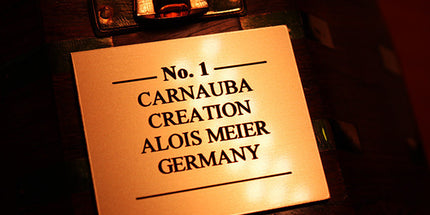 No. 1
CARNAUBA
CREATION
ALOIS MEIER
GERMANY